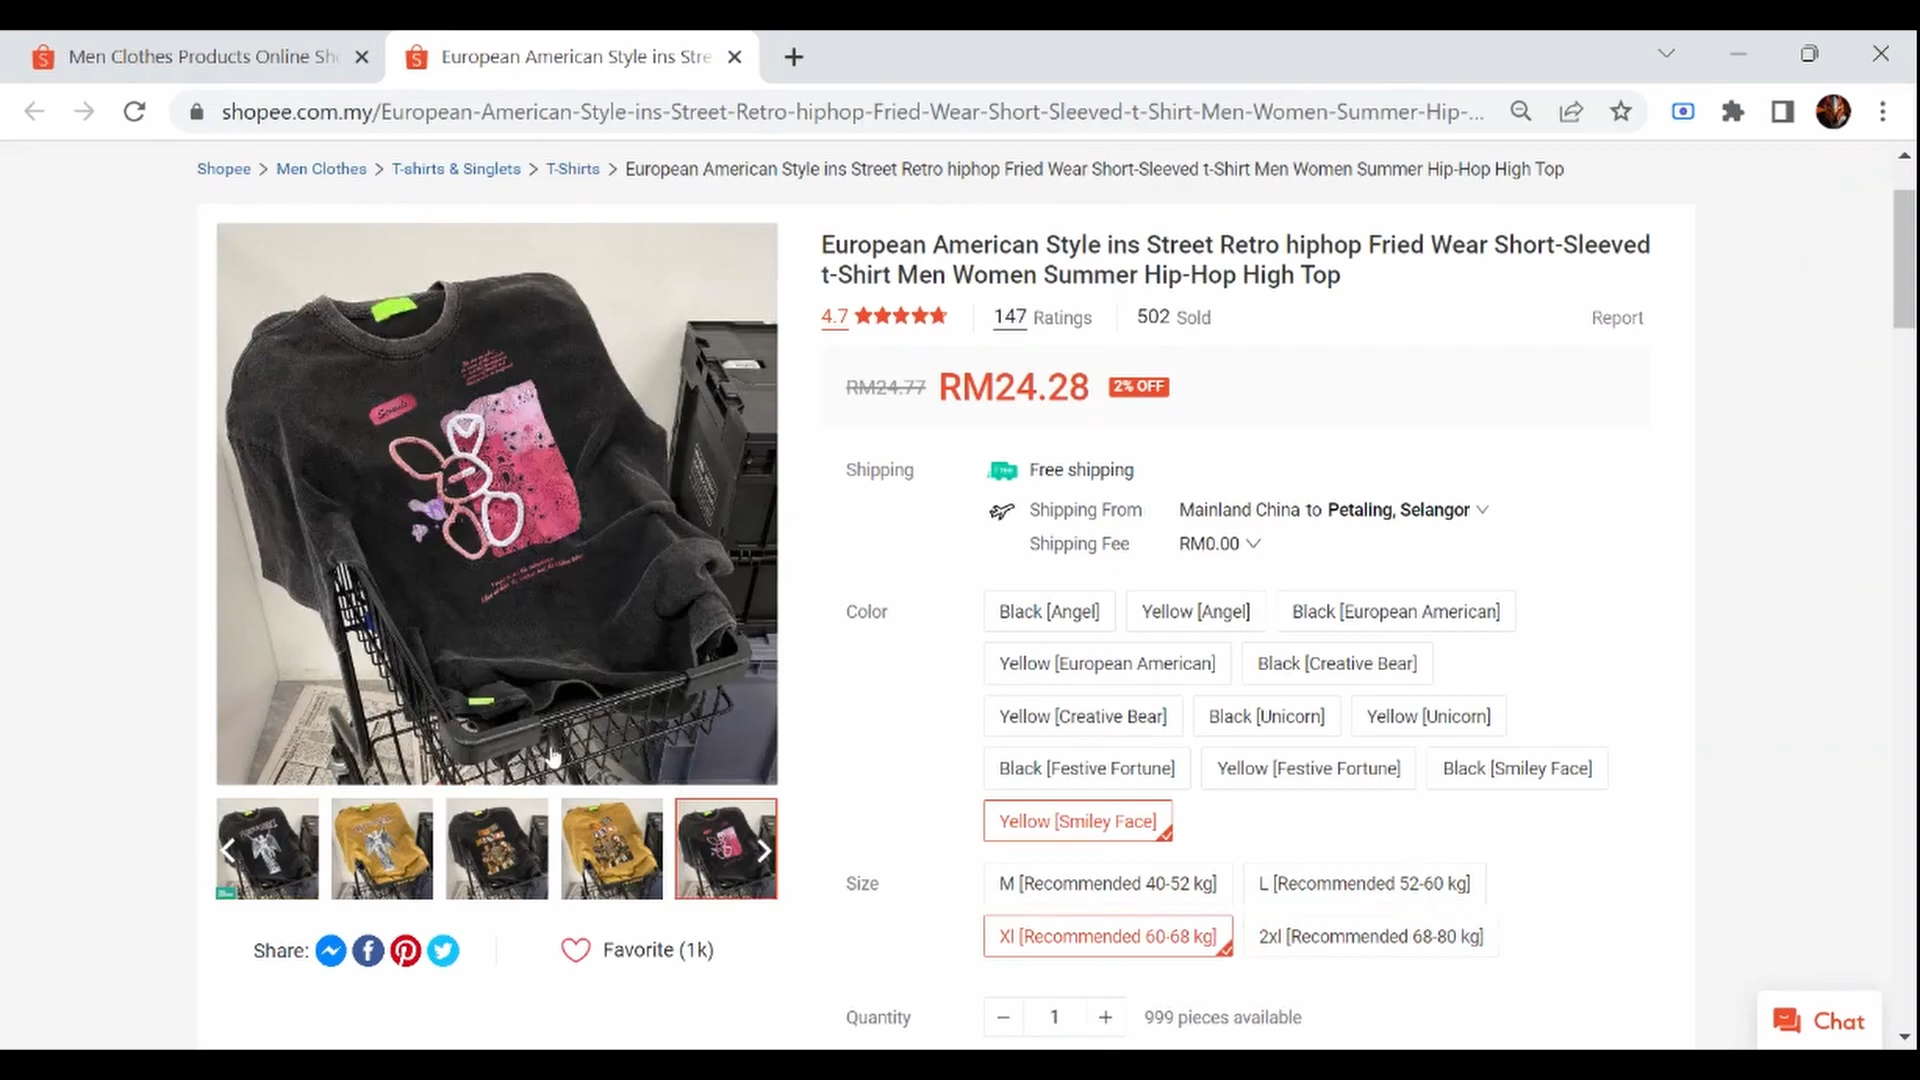 Men Clothes Products Online Sho
European American Style ins Stre
shopee.com.my/European-American-Style-ins-Street-Retro-hiphop-Fried-Wear-Short-Sleeved-t-Shirt-Men-Women-Summer-Hip-...
Shopee > Men Clothes > T-shirts & Singlets > T-Shirts > European American Style ins Street Retro hiphop Fried Wear Short-Sleeved t-Shirt Men Women Summer Hip-Hop High Top
European American Style ins Street Retro hiphop Fried Wear Short-Sleeved
t-Shirt Men Women Summer Hip-Hop High Top
4.7 147 Ratings 502 Sold Report
RM24.77 RM24.28 2% OFF
Shipping Free shipping
Shipping From Mainland China to Petaling, Selangor
Shipping Fee RM0.00
Color Black [Angel] Yellow [Angel] Black [European American]
Yellow [European American] Black [Creative Bear]
Yellow [Creative Bear] Black [Unicorn] Yellow [Unicorn]
Black [Festive Fortune] Yellow [Festive Fortune] Black [Smiley Face]
Yellow [Smiley Face]
Size M [Recommended 40-52 kg] L [Recommended 52-60 kg]
Xl [Recommended 60-68 kg] 2xl [Recommended 68-80 kg]
Share: Favorite (1k)
Quantity 1 999 pieces available
Chat